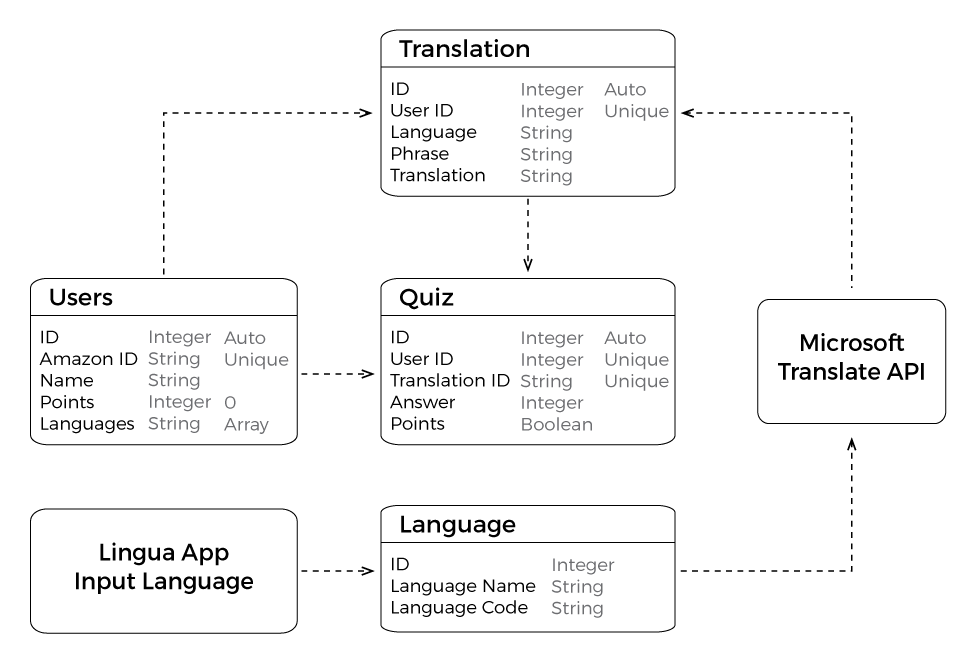 Translation
ID Integer Auto
User ID Integer Unique
Language String
Phrase String
Translation String
Users
ID Integer Auto
Amazon ID String Unique
Name String
Points Integer 0
Languages String Array
Quiz
ID Integer Auto
User ID Integer Unique
Translation ID String Unique
Answer Integer
Points Boolean
Microsoft
Translate API
Lingua App
Input Language
Language
ID Integer
Language Name String
Language Code String